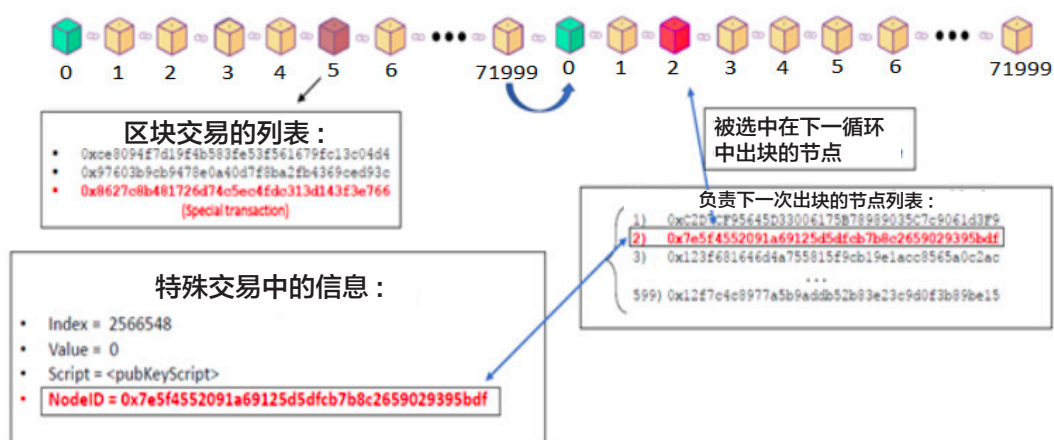 0 1 2 3 4 5 6 71999 0 1 2 3 4 5 6 71999
区块交易的列表：
• 0xce8094f7d19f4b583fe53f561679fc13c04d4
• 0x97603b9cb9478e0a40d7f8ba2fb4369ced93c
• 0x8627c8b481726d74c5ec4fdc313d143f3e766
(Special transaction)
被选中在下一循环
中出块的节点
负责下一次出块的节点列表：
1)
2) 0x7e5f4552091a69125d5dfcb7b8c2659029395bdf
3) 0x123f681646d4a755815f9cb19e1acc8565a0c2ac
...
599) 0x12f7c4c8977a5b9addb52b83e23c9d0f3b89be15
特殊交易中的信息：
• Index = 2566548
• Value = 0
• Script = <pubKeyScript>
• NodeID = 0x7e5f4552091a69125d5dfcb7b8c2659029395bdf